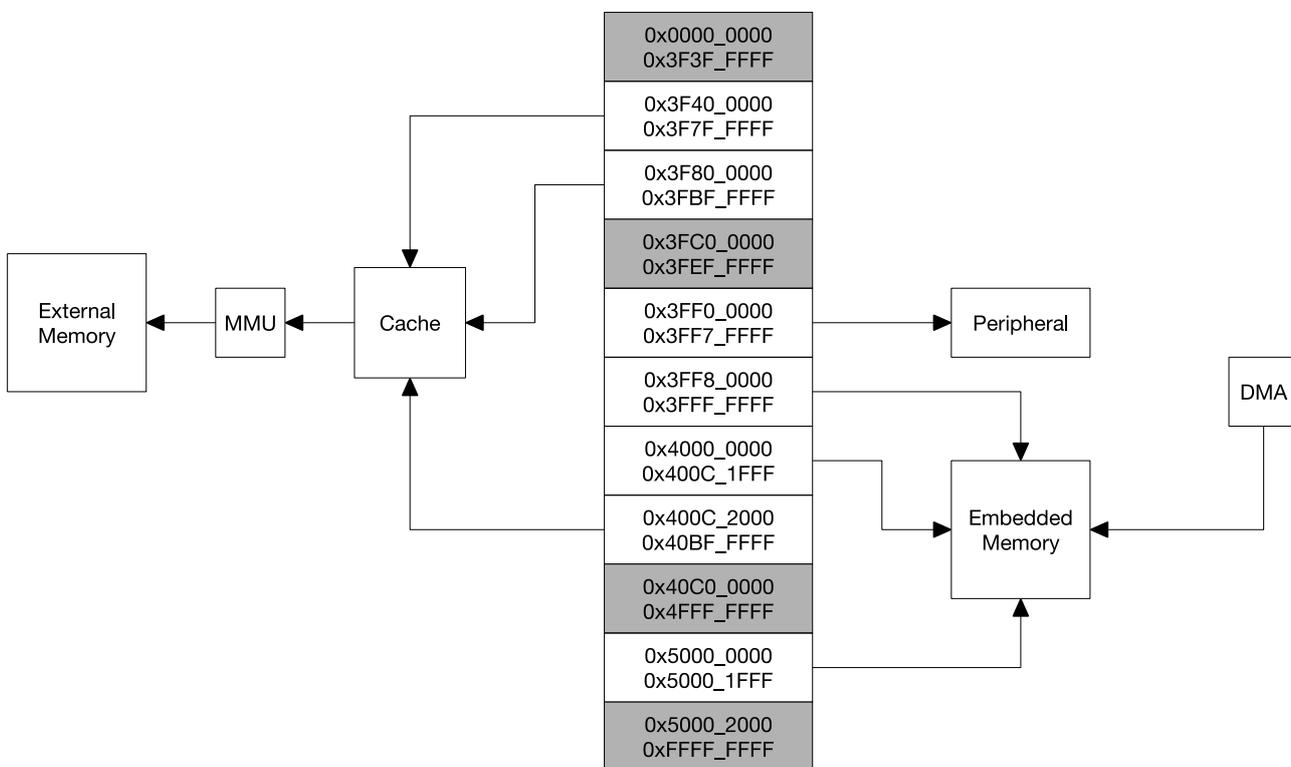 0x0000_0000
0x3F3F_FFFF
0x3F40_0000
0x3F7F_FFFF
0x3F80_0000
0x3FBF_FFFF
0x3FC0_0000
0x3FEF_FFFF
External
Memory
MMU
Cache
0x3FF0_0000
0x3FF7_FFFF
Peripheral
0x3FF8_0000
0x3FFF_FFFF
DMA
0x4000_0000
0x400C_1FFF
0x400C_2000
0x40BF_FFFF
Embedded
Memory
0x40C0_0000
0x4FFF_FFFF
0x5000_0000
0x5000_1FFF
0x5000_2000
0xFFFF_FFFF